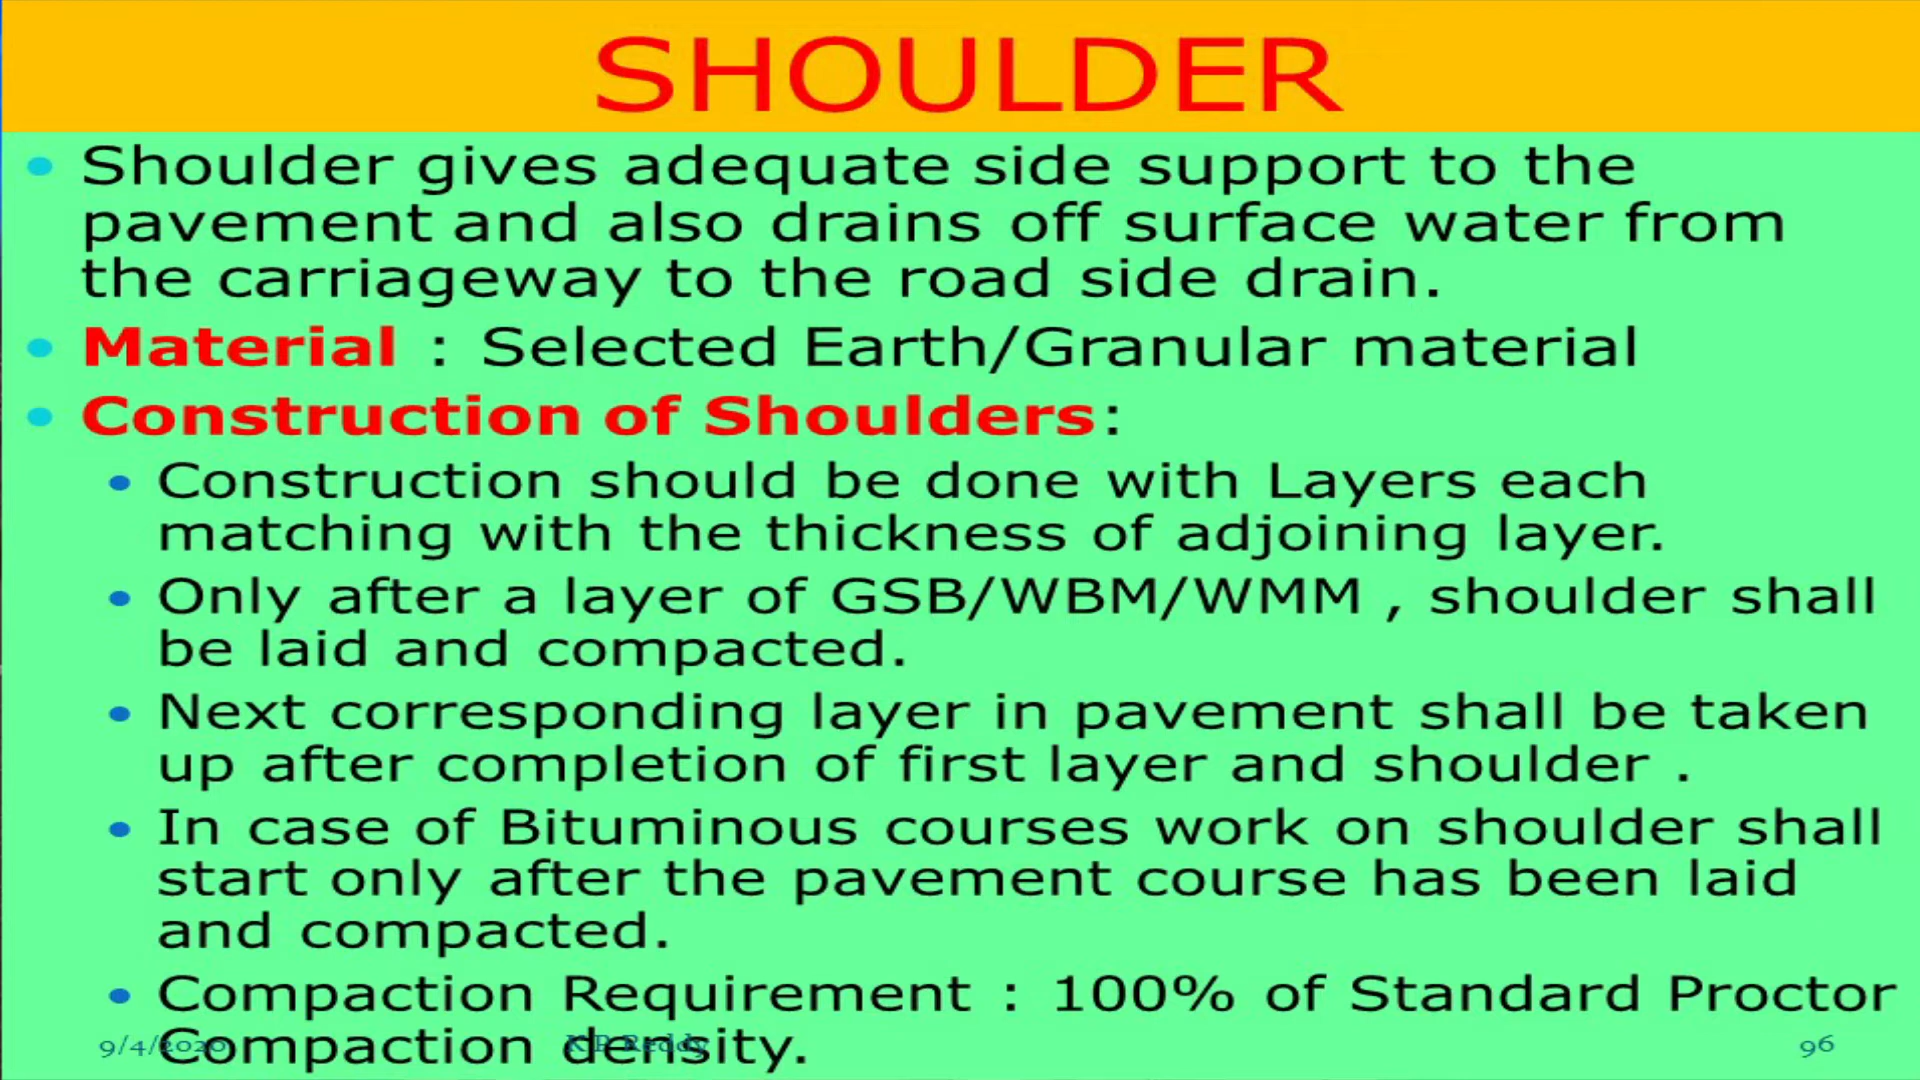 SHOULDER
Shoulder gives adequate side support to the
pavement and also drains off surface water from
the carriageway to the road side drain.
Material : Selected Earth/Granular material
Construction of Shoulders:
Construction should be done with Layers each
matching with the thickness of adjoining layer.
Only after a layer of GSB/WBM/WMM , shoulder shall
be laid and compacted.
Next corresponding layer in pavement shall be taken
up after completion of first layer and shoulder .
In case of Bituminous courses work on shoulder shall
start only after the pavement course has been laid
and compacted.
Compaction Requirement : 100% of Standard Proctor
Compaction density.
9/4/2020
K P Reddy
96